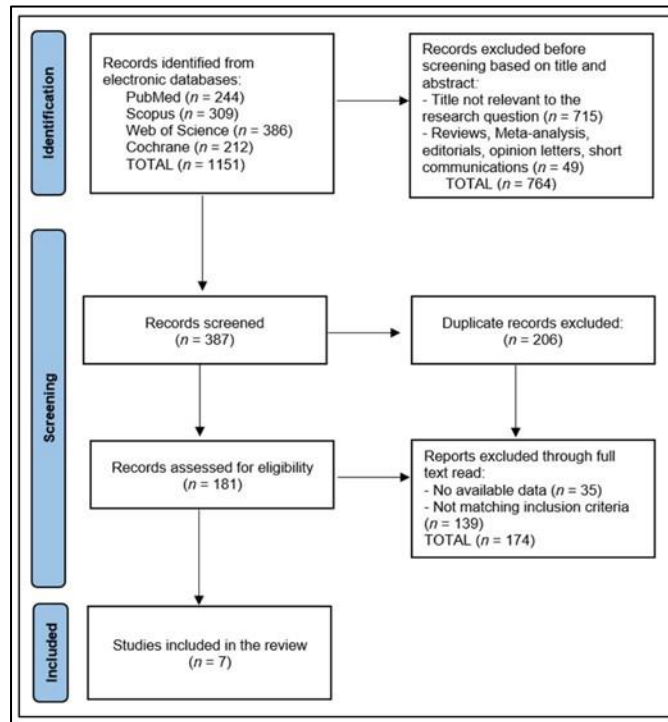 Identification
Records identified from
electronic databases:
PubMed (n = 244)
Scopus (n = 309)
Web of Science (n = 386)
Cochrane (n = 212)
TOTAL (n = 1151)
Records excluded before
screening based on title and
abstract:
- Title not relevant to the
research question (n = 715)
- Reviews, Meta-analysis,
editorials, opinion letters, short
communications (n = 49)
TOTAL (n = 764)
Screening
Records screened
(n = 387)
Duplicate records excluded:
(n = 206)
Records assessed for eligibility
(n = 181)
Reports excluded through full
text read:
- No available data (n = 35)
- Not matching inclusion criteria
(n = 139)
TOTAL (n = 174)
Included
Studies included in the review
(n = 7)